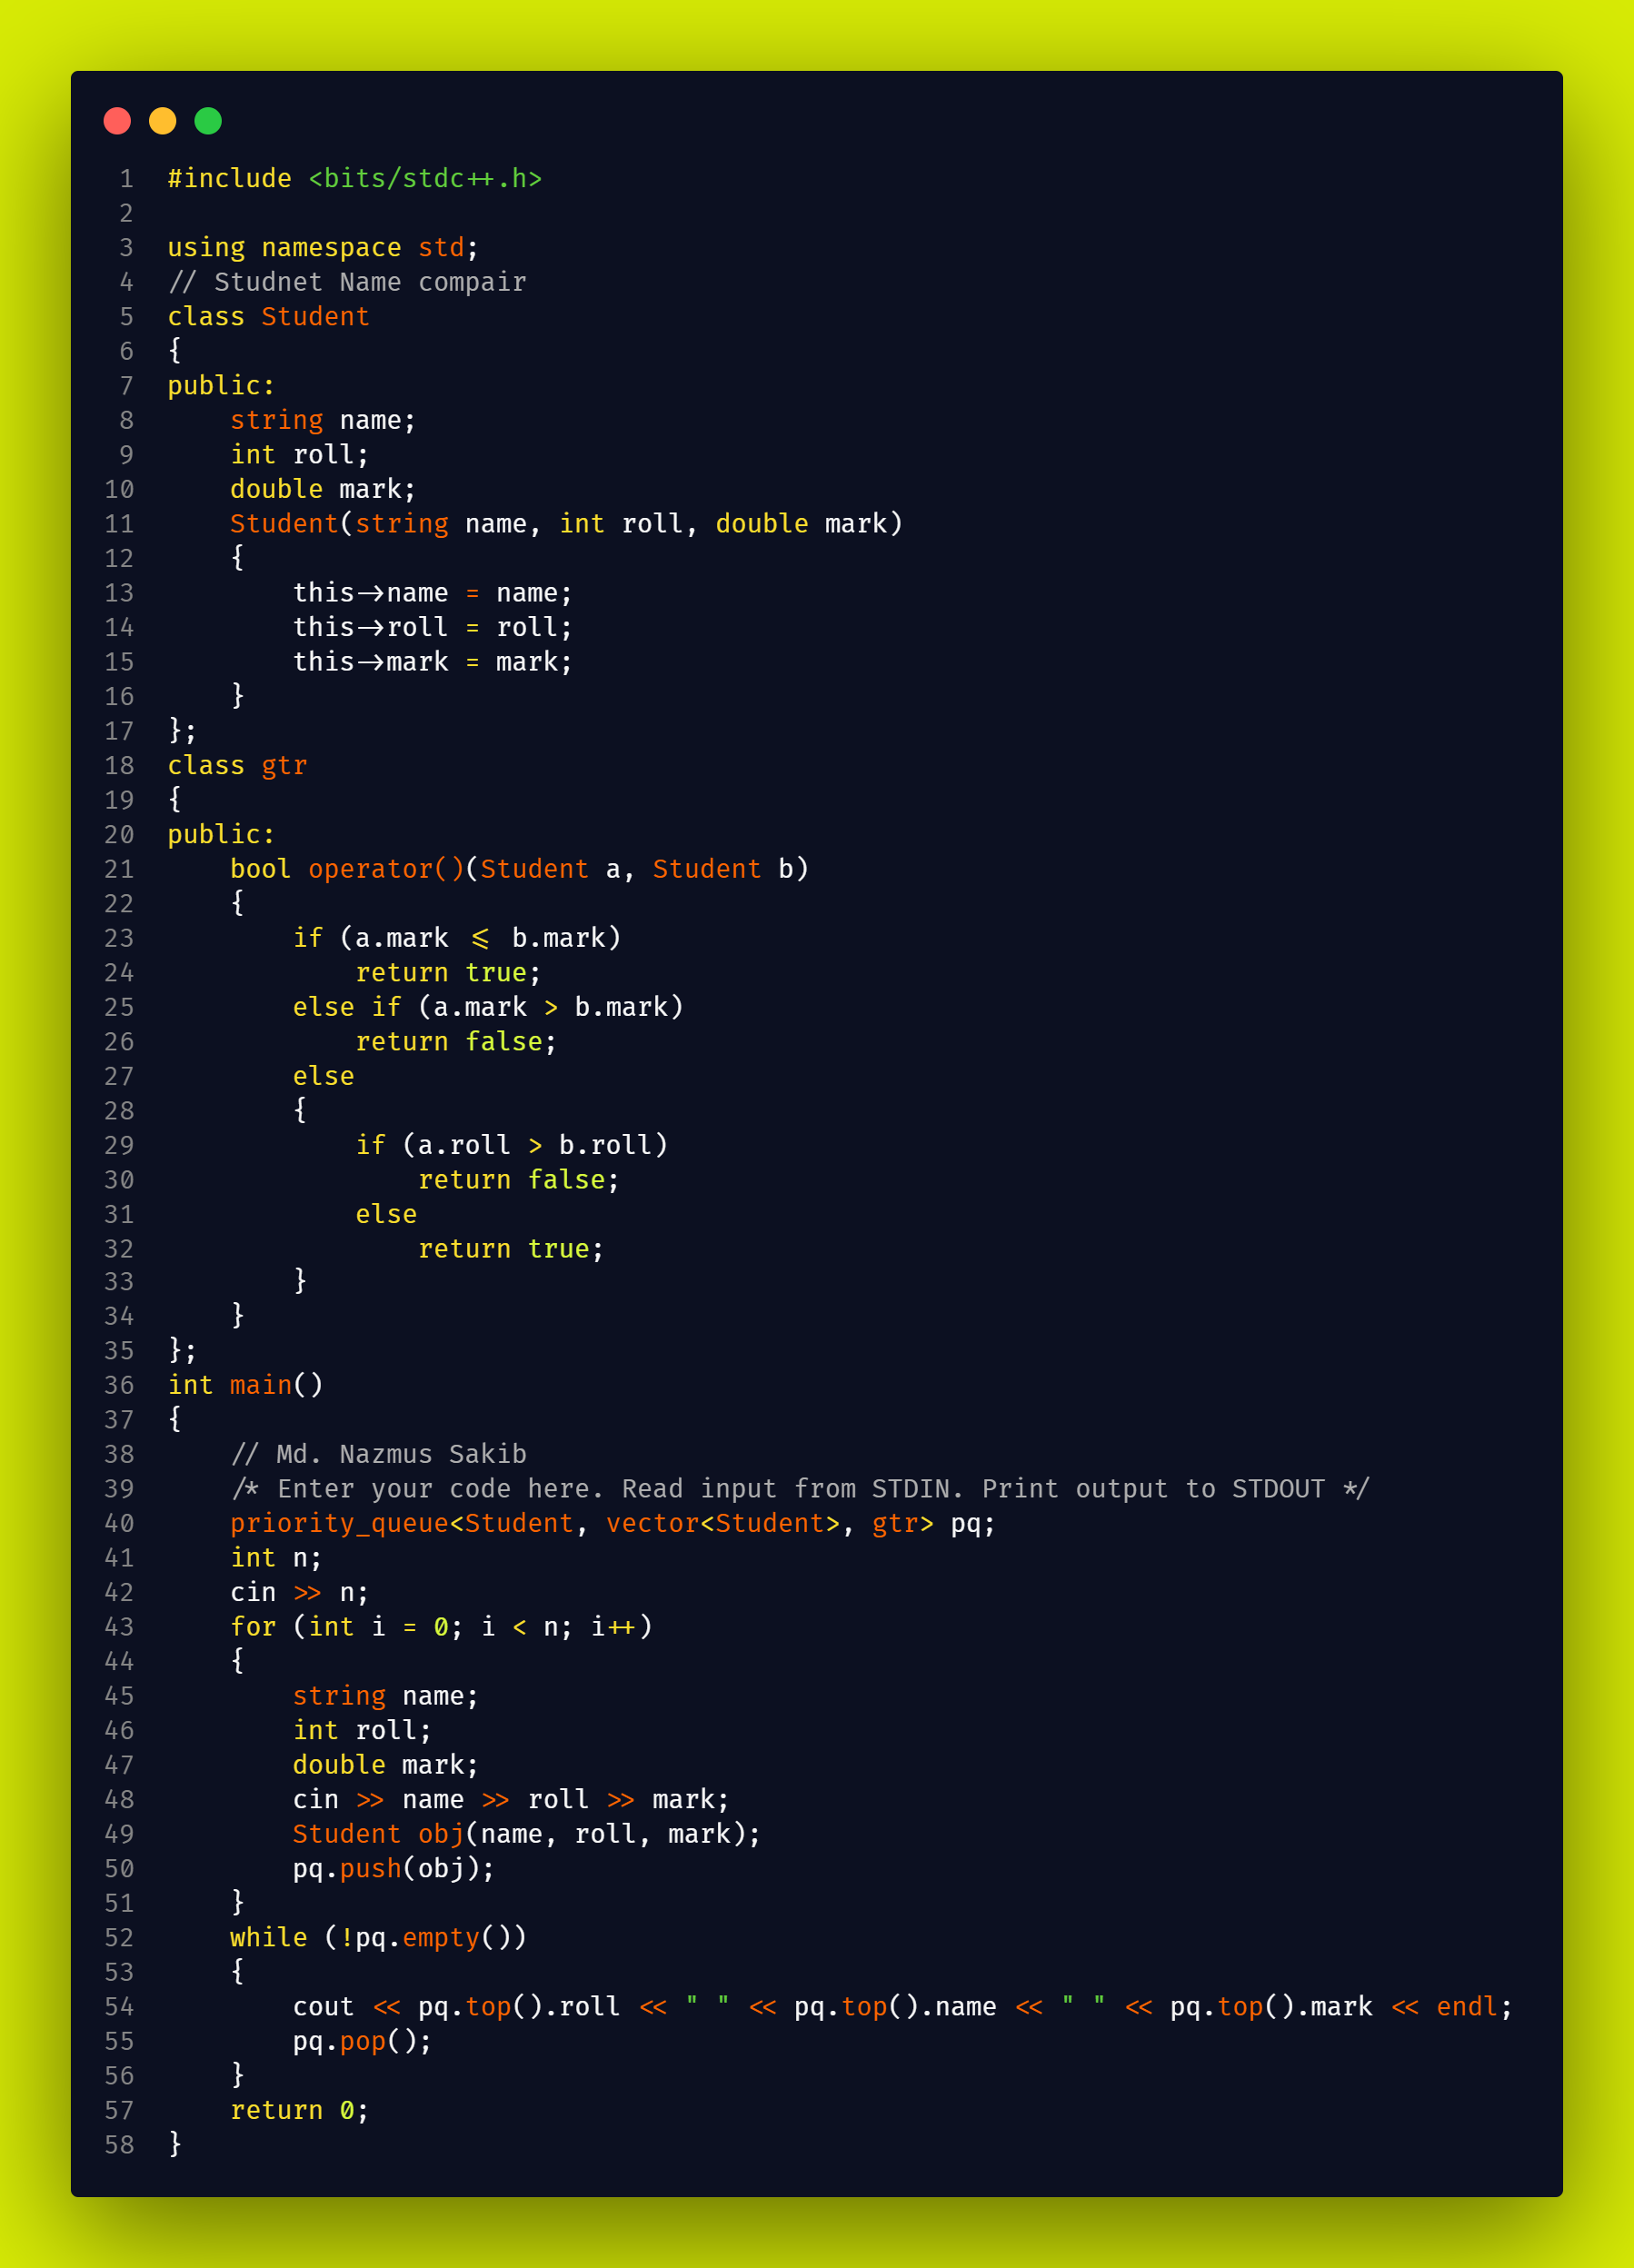 1 #include <bits/stdc++.h>
2
3 using namespace std;
4 // Studnet Name compair
5 class Student
6 {
7 public:
8     string name;
9     int roll;
10     double mark;
11     Student(string name, int roll, double mark)
12     {
13         this->name = name;
14         this->roll = roll;
15         this->mark = mark;
16     }
17 };
18 class gtr
19 {
20 public:
21     bool operator()(Student a, Student b)
22     {
23         if (a.mark <= b.mark)
24             return true;
25         else if (a.mark > b.mark)
26             return false;
27         else
28         {
29             if (a.roll > b.roll)
30                 return false;
31             else
32                 return true;
33         }
34     }
35 };
36 int main()
37 {
38     // Md. Nazmus Sakib
39     /* Enter your code here. Read input from STDIN. Print output to STDOUT */
40     priority_queue<Student, vector<Student>, gtr> pq;
41     int n;
42     cin >> n;
43     for (int i = 0; i < n; i++)
44     {
45         string name;
46         int roll;
47         double mark;
48         cin >> name >> roll >> mark;
49         Student obj(name, roll, mark);
50         pq.push(obj);
51     }
52     while (!pq.empty())
53     {
54         cout << pq.top().roll << " " << pq.top().name << " " << pq.top().mark << endl;
55         pq.pop();
56     }
57     return 0;
58 }